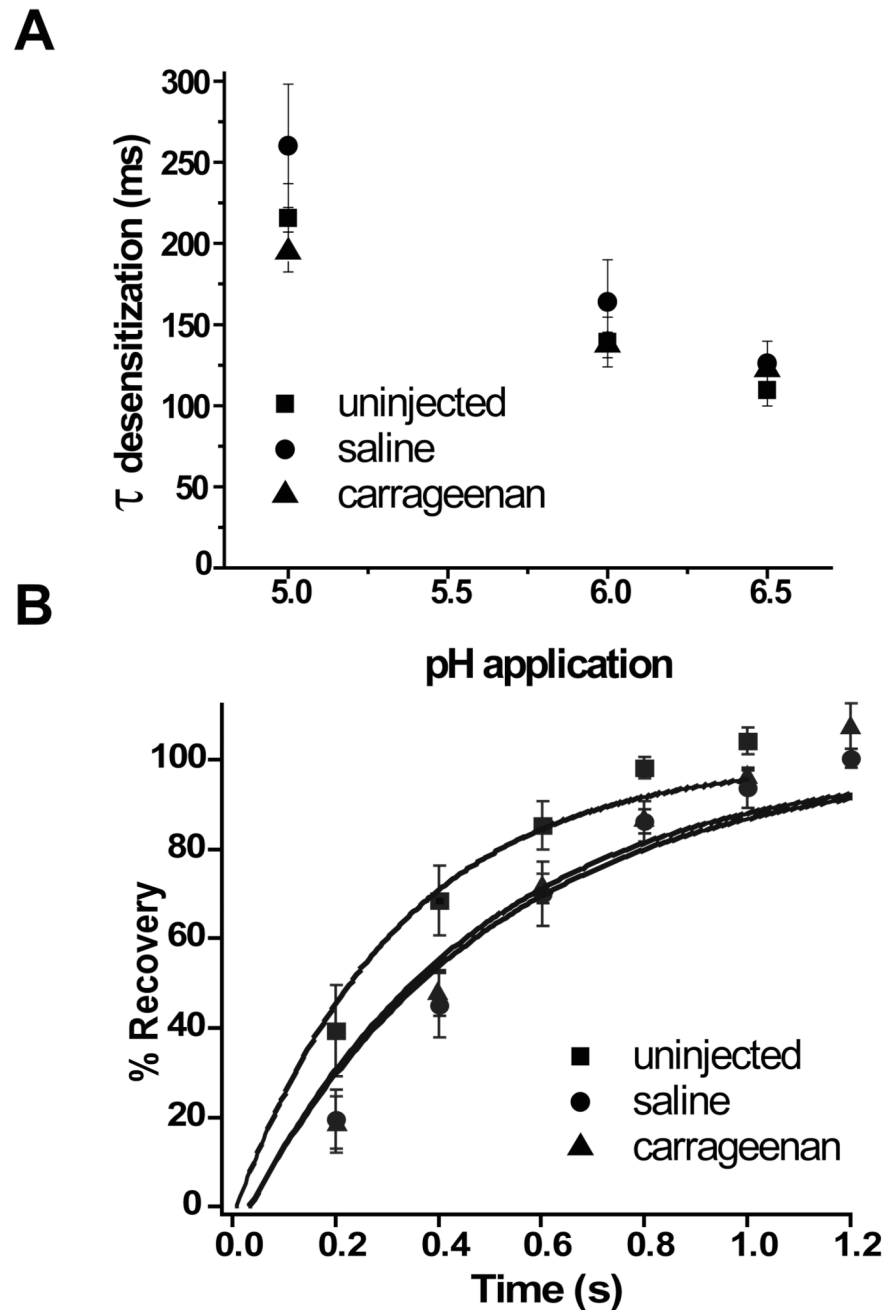 A
τ desensitization (ms)
300
250
200
150
100
50
0
uninjected
saline
carrageenan
5.0 5.5 6.0 6.5
pH application
B
% Recovery
100
80
60
40
20
0
uninjected
saline
carrageenan
0.0 0.2 0.4 0.6 0.8 1.0 1.2
Time (s)